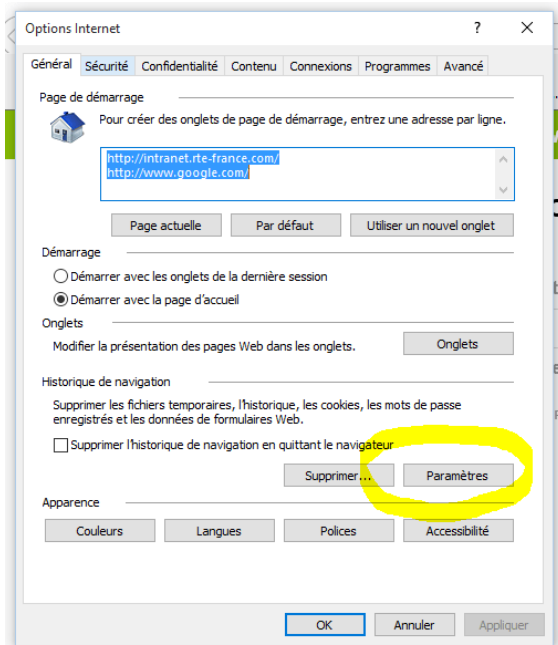 Options Internet
?
Général Sécurité Confidentialité Contenu Connexions Programmes Avancé
Page de démarrage
Pour créer des onglets de page de démarrage, entrez une adresse par ligne.
http://intranet.rte-france.com/
http://www.google.com/
Page actuelle Par défaut Utiliser un nouvel onglet
Démarrage
Démarrer avec les onglets de la dernière session
Démarrer avec la page d'accueil
Onglets
Modifier la présentation des pages Web dans les onglets. Onglets
Historique de navigation
Supprimer les fichiers temporaires, l'historique, les cookies, les mots de passe
enregistrés et les données de formulaires Web.
Supprimer l'historique de navigation en quittant le navigateur
Supprimer... Paramètres
Apparence
Couleurs Langues Polices Accessibilité
OK Annuler Appliquer